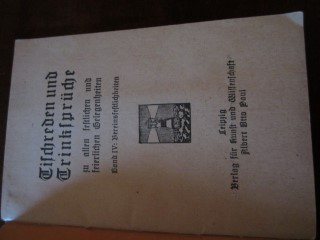 Tischreden und
Trinksprüche
zu allen festlichen und
feierlichen Gelegenheiten
Band IV: Vereinsfestlichkeiten
Leipzig
Verlag für Kunst und Wissenschaft
Albert Otto Paul